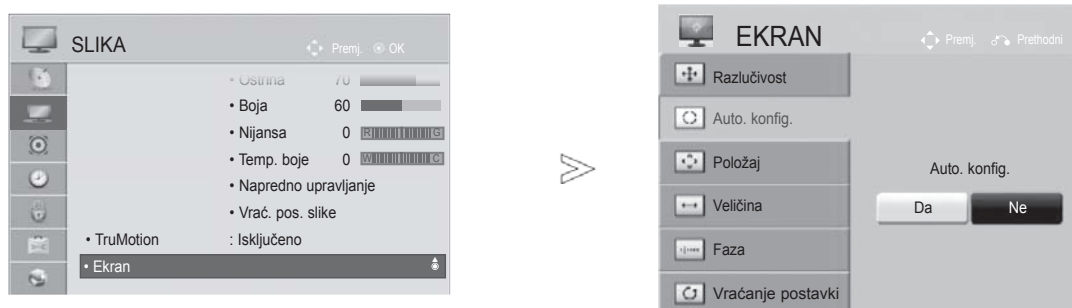 SLIKA
Premj. OK
• Oštrina 70
• Boja 60
• Nijansa 0 R G
• Temp. boje 0 W C
• Napredno upravljanje
• Vrać. pos. slike
• TruMotion : Isključeno
• Ekran
EKRAN
Premj. Prethodni
Razlučivost
Auto. konfig.
Položaj
Veličina
Faza
Vraćanje postavki
Auto. konfig.
Da Ne